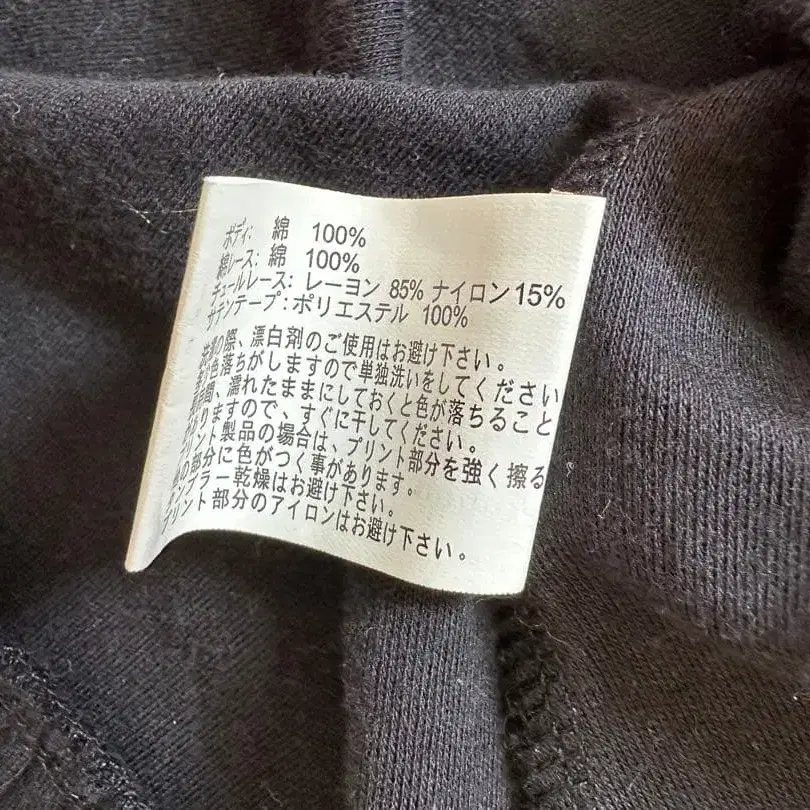 ボディ: 綿 100%
綿レース: 綿 100%
チュールレース: レーヨン 85% ナイロン 15%
サテンテープ: ポリエステル 100%
の際、漂白剤のご使用はお避け下さい。
色落ちがしますので単独洗いをしてください
、濡れたままにしておくと色が落ちること
ますので、すぐに干してください。
プリント製品の場合は、プリント部分を強く擦る
の部分に色がつく事があります。
タンブラー乾燥はお避け下さい。
プリント部分のアイロンはお避け下さい。